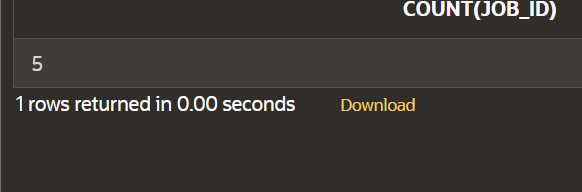 COUNT(JOB_ID)
5
1 rows returned in 0.00 seconds Download